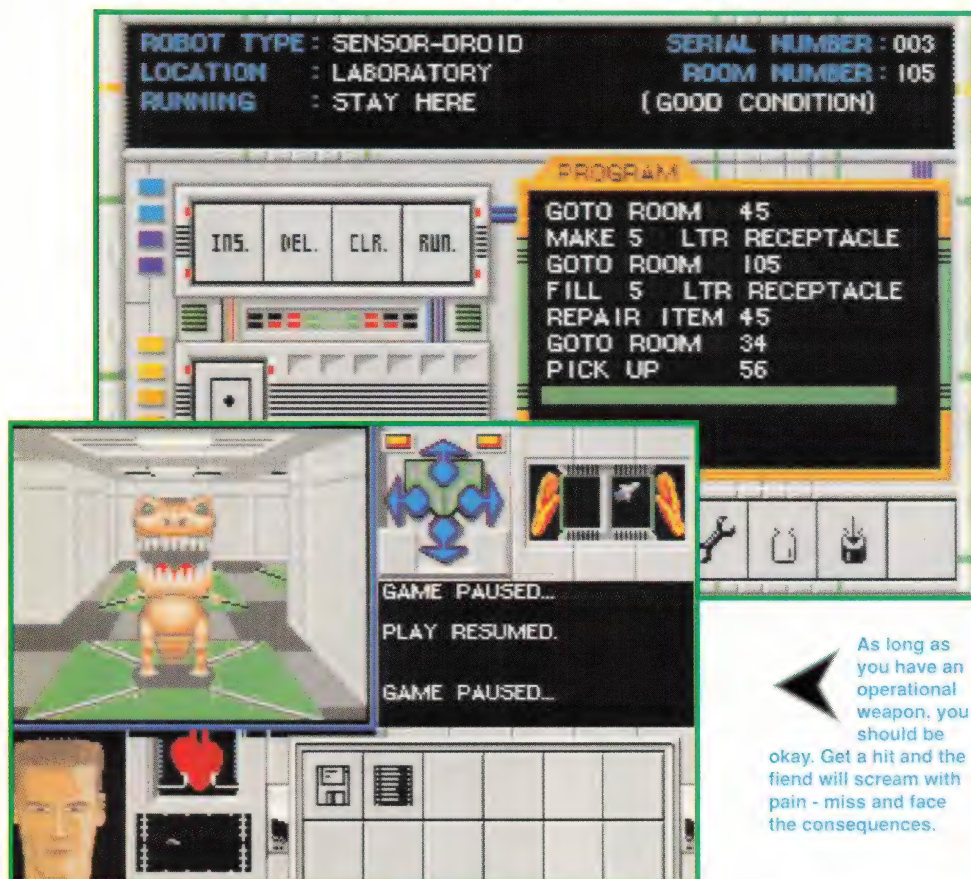 ROBOT TYPE : SENSOR-DROID SERIAL NUMBER : 003
LOCATION : LABORATORY ROOM NUMBER : 105
RUNNING : STAY HERE (GOOD CONDITION)
INS. DEL. CLR. RUN.
PROGRAM
GOTO ROOM 45
MAKE 5 LTR RECEPTACLE
GOTO ROOM 105
FILL 5 LTR RECEPTACLE
REPAIR ITEM 45
GOTO ROOM 34
PICK UP 56
GAME PAUSED...
PLAY RESUMED.
GAME PAUSED...
As long as
you have an
operational
weapon, you
should be
okay. Get a hit and the
fiend will scream with
pain - miss and face
the consequences.